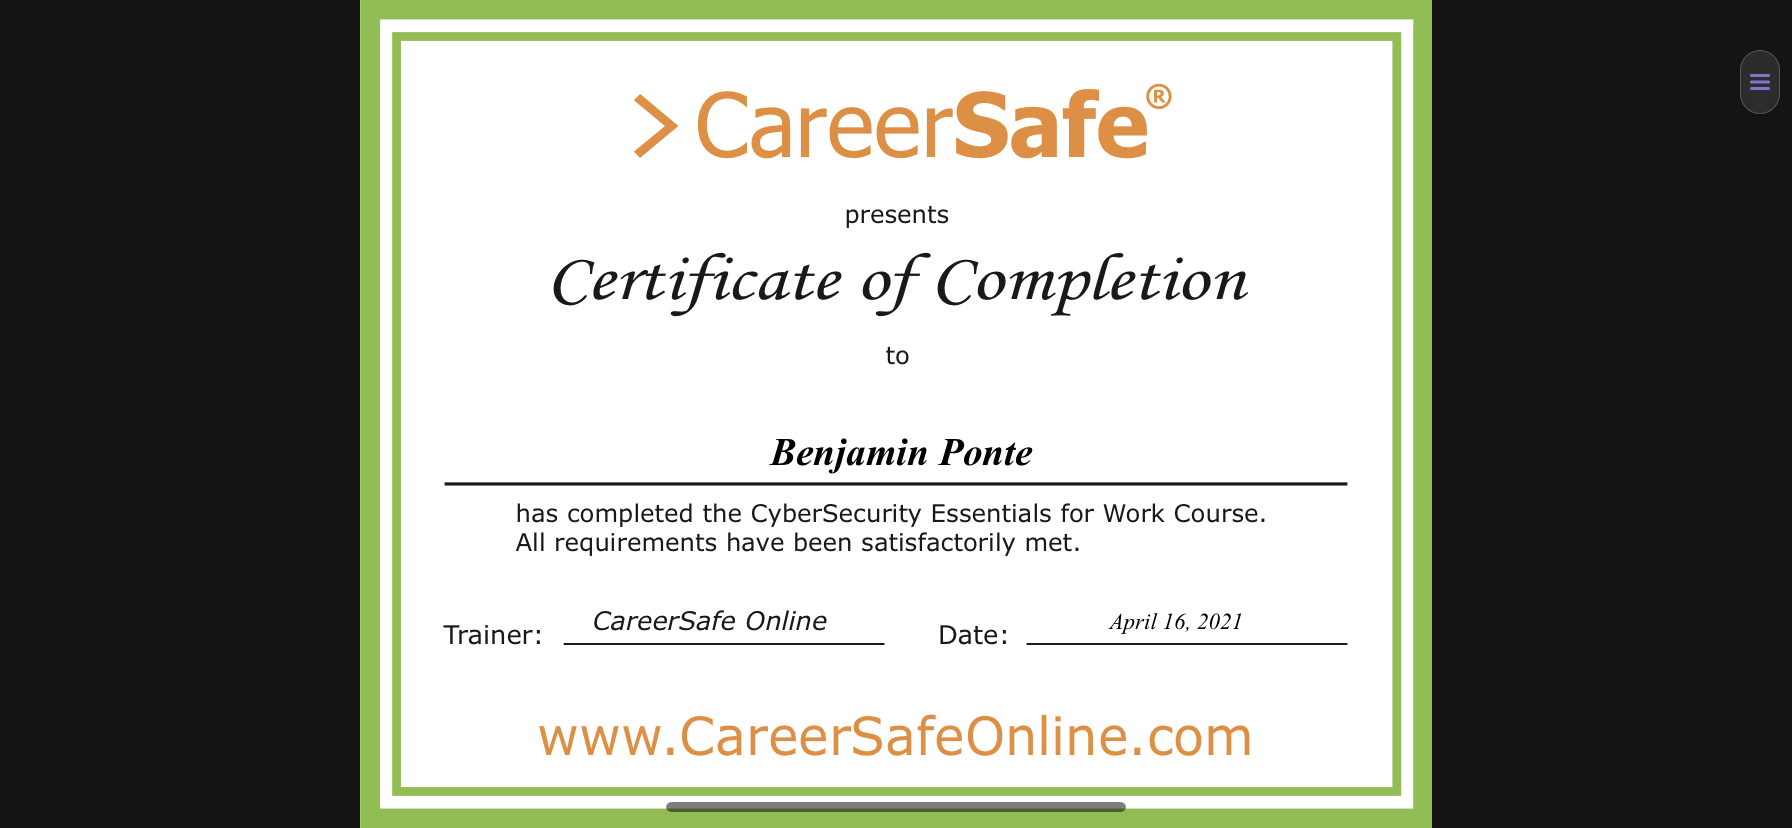 > CareerSafe®
presents
Certificate of Completion
to
Benjamin Ponte
has completed the CyberSecurity Essentials for Work Course.
All requirements have been satisfactorily met.
Trainer: CareerSafe Online Date: April 16, 2021
www.CareerSafeOnline.com